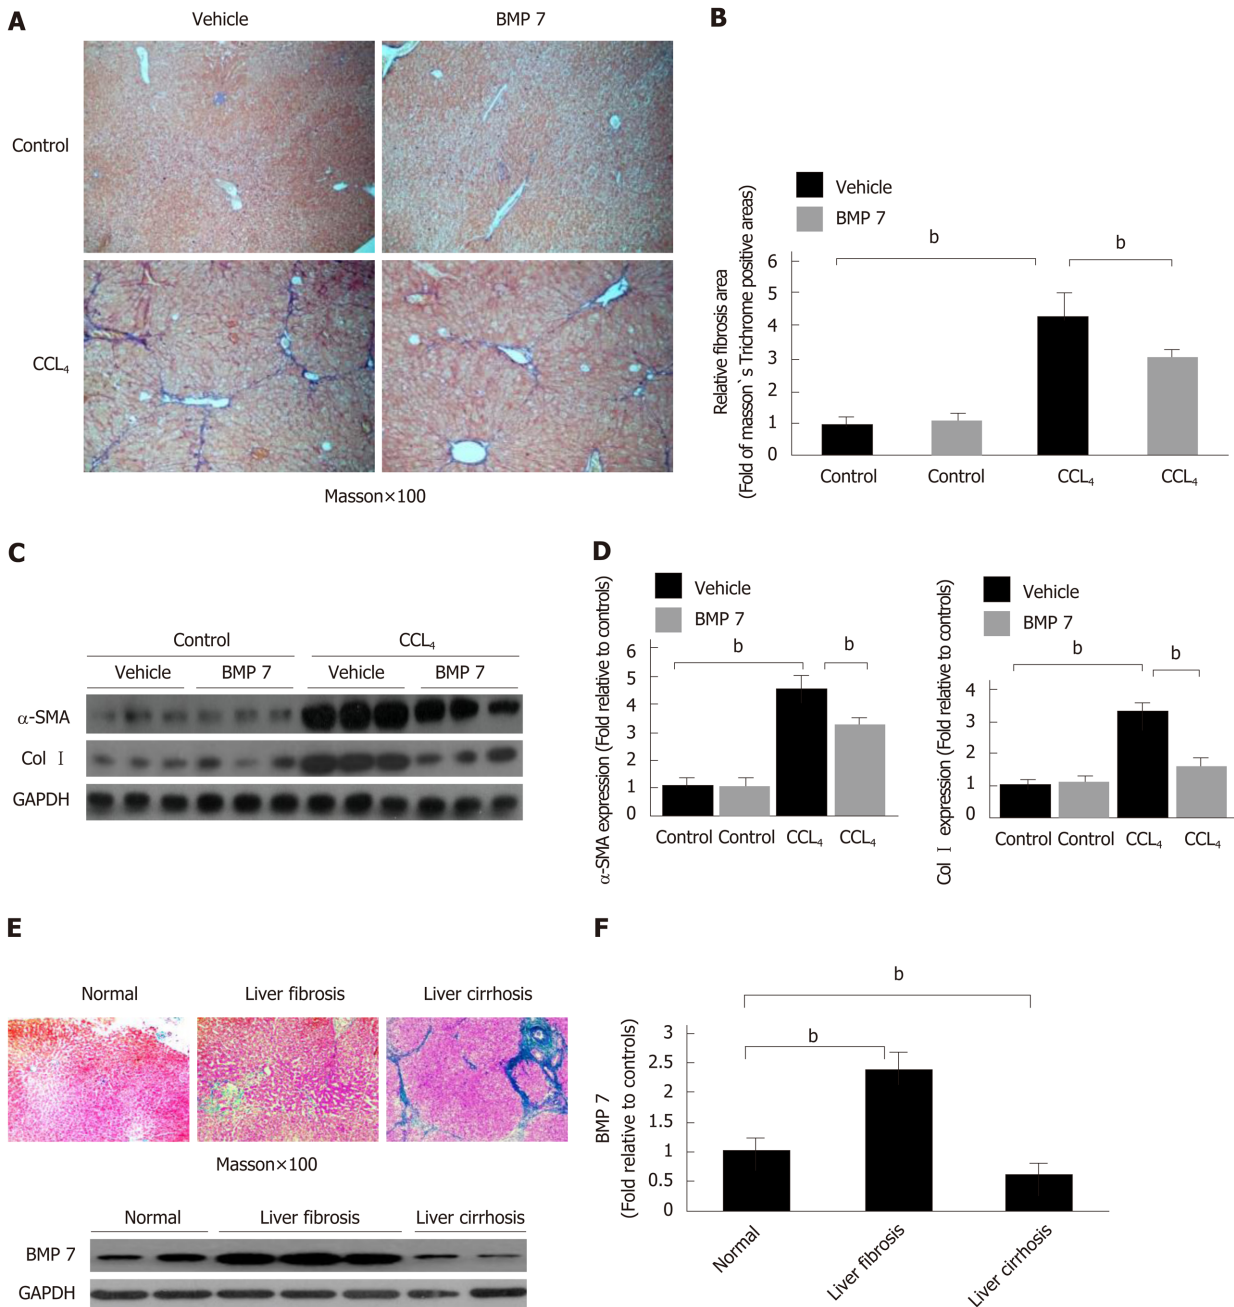 A
Vehicle
BMP 7
Control
CCL₄
Masson×100
B
Vehicle
BMP 7
b
b
Relative fibrosis area
(Fold of masson`s Trichrome positive areas)
6
5
4
3
2
1
0
Control
Control
CCL₄
CCL₄
C
Control
CCL₄
Vehicle
BMP 7
Vehicle
BMP 7
α-SMA
Col Ⅰ
GAPDH
D
Vehicle
BMP 7
b
b
α-SMA expression (Fold relative to controls)
6
5
4
3
2
1
0
Control
Control
CCL₄
CCL₄
Vehicle
BMP 7
b
b
Col Ⅰ expression (Fold relative to controls)
4
3
2
1
0
Control
Control
CCL₄
CCL₄
E
Normal
Liver fibrosis
Liver cirrhosis
Masson×100
Normal
Liver fibrosis
Liver cirrhosis
BMP 7
GAPDH
F
b
b
BMP 7
(Fold relative to controls)
3
2.5
2
1.5
1
0.5
0
Normal
Liver fibrosis
Liver cirrhosis